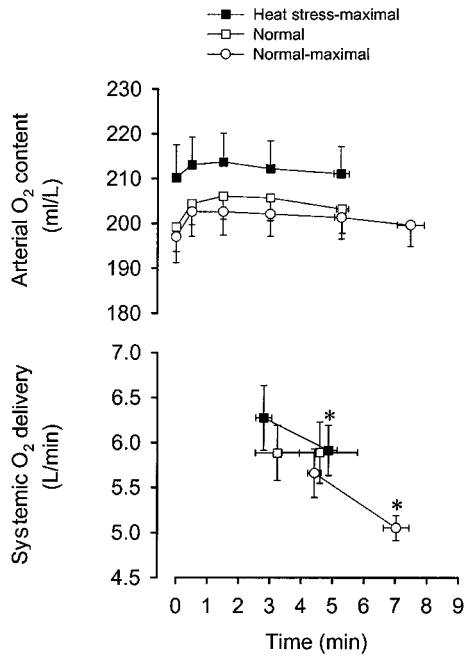 Heat stress-maximal
Normal
Normal-maximal
Arterial O₂ content
(ml/L)
230
220
210
200
190
180
Systemic O₂ delivery
(L/min)
7.0
6.5
6.0
5.5
5.0
4.5
*
*
0 1 2 3 4 5 6 7 8 9
Time (min)